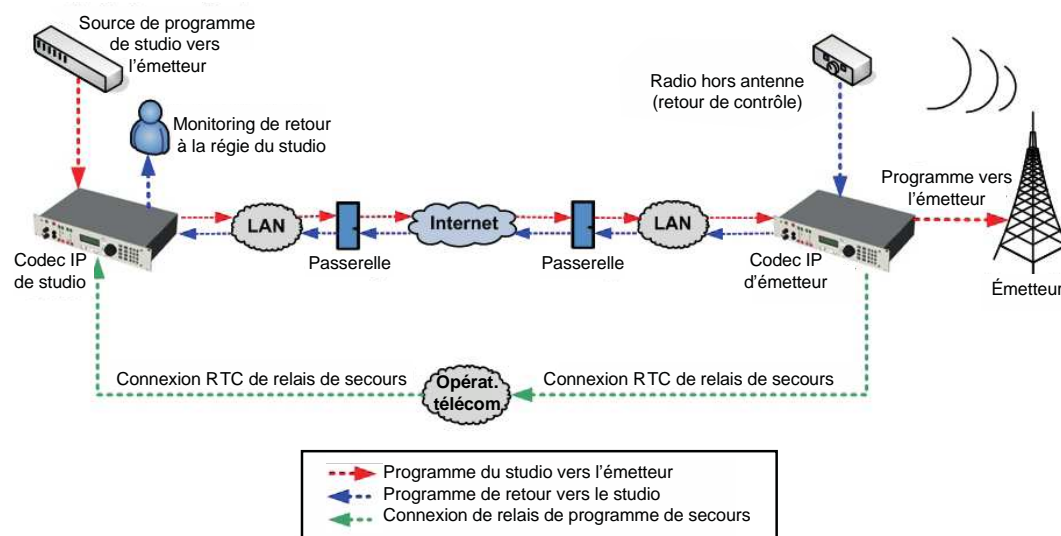 Source de programme
de studio vers
l'émetteur
Monitoring de retour
à la régie du studio
Radio hors antenne
(retour de contrôle)
Programme vers
l'émetteur
LAN
Internet
LAN
Passerelle
Passerelle
Codec IP
de studio
Codec IP
d'émetteur
Émetteur
Connexion RTC de relais de secours
Opérat.
télécom.
Connexion RTC de relais de secours
Programme du studio vers l'émetteur
Programme de retour vers le studio
Connexion de relais de programme de secours